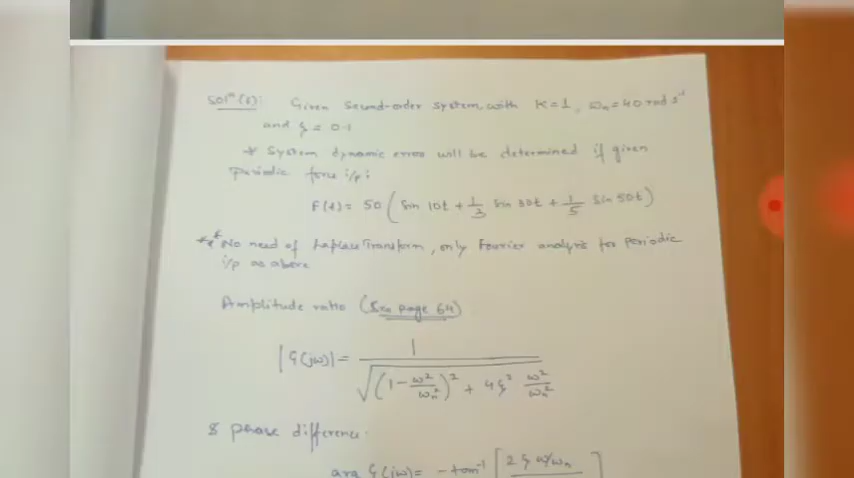 Solⁿ(6): Given second-order system with K=1, ωn=40 rad s⁻¹
and ξ = 0.1
* System dynamic error will be determined if given
periodic force i/p:
F(t) = 50 ( sin 10t + 1/3 sin 30t + 1/5 sin 50t )
** No need of Laplace Transform, only Fourier analysis for periodic
i/p as above
Amplitude ratio (See page 64)
|G(jω)| = 1 / √( (1 - ω²/ωn²)² + 4ξ² ω²/ωn² )
& phase difference:
arg G(jω) = -tan⁻¹ [ 2ξ ω/ωn ]